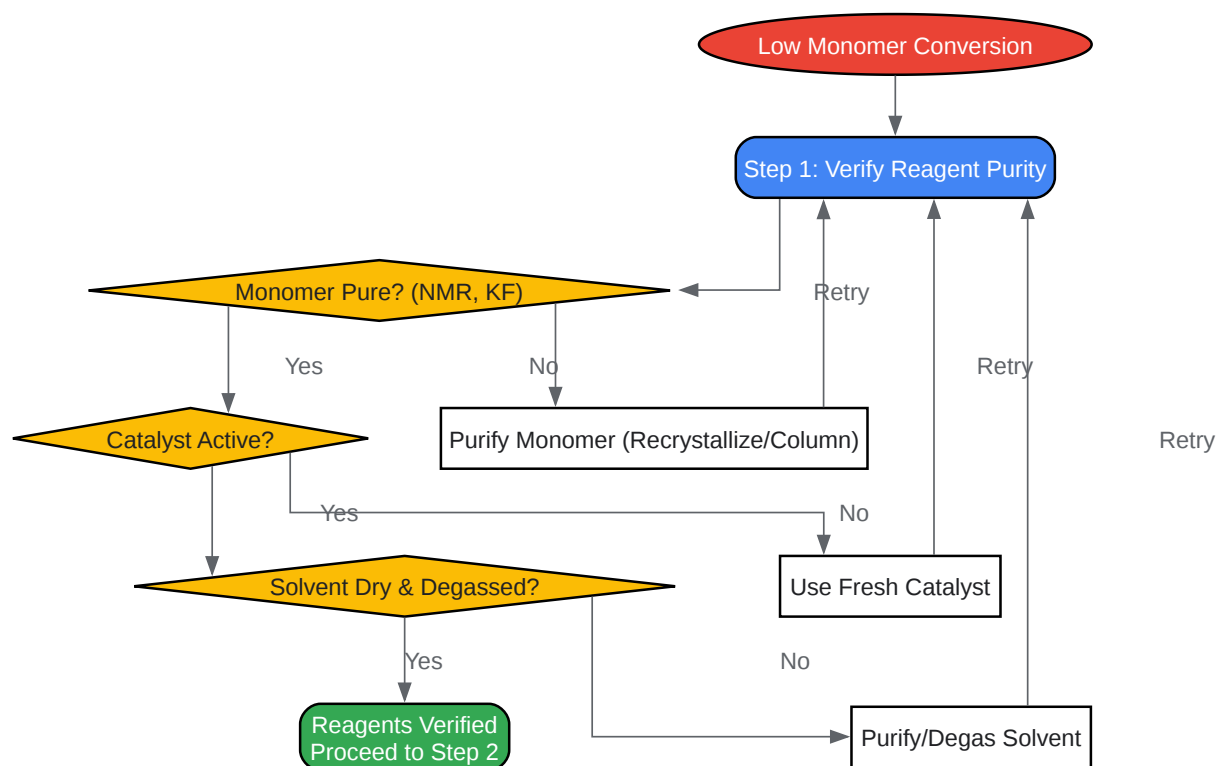 Low Monomer Conversion
Step 1: Verify Reagent Purity
Monomer Pure? (NMR, KF)
Retry
Yes
No
Retry
Catalyst Active?
Purify Monomer (Recrystallize/Column)
Retry
Yes
No
Solvent Dry & Degassed?
Use Fresh Catalyst
Yes
No
Reagents Verified
Proceed to Step 2
Purify/Degas Solvent